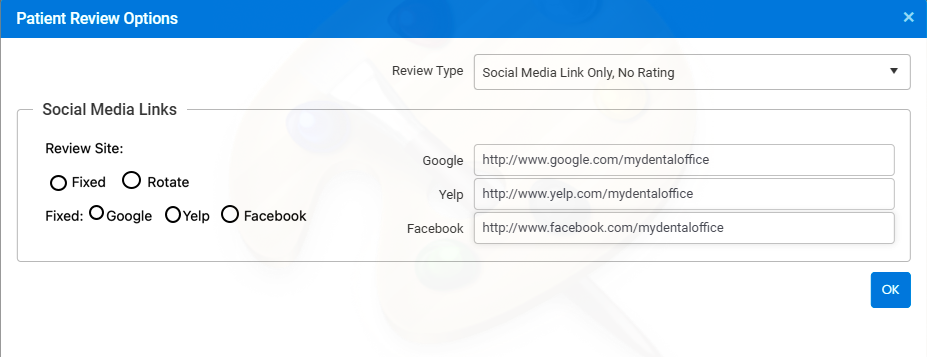 Patient Review Options
Review Type Social Media Link Only, No Rating
Social Media Links
Review Site:
Fixed Rotate
Fixed: Google Yelp Facebook
Google http://www.google.com/mydentaloffice
Yelp http://www.yelp.com/mydentaloffice
Facebook http://www.facebook.com/mydentaloffice
OK